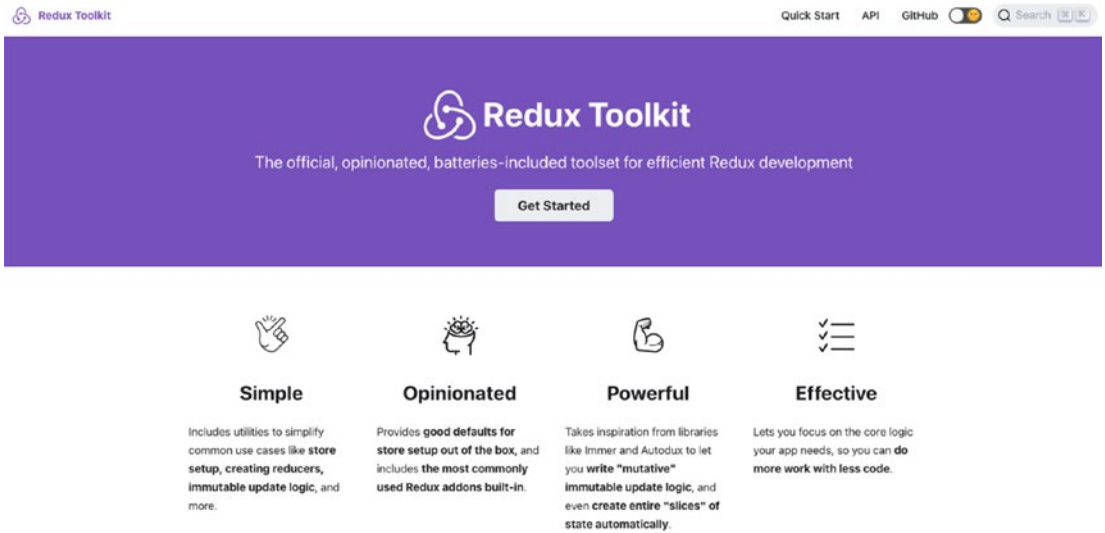 Redux Toolkit
Quick Start API GitHub Search ⌘ K
Redux Toolkit
The official, opinionated, batteries-included toolset for efficient Redux development
Get Started
Simple
Includes utilities to simplify
common use cases like store
setup, creating reducers,
immutable update logic, and
more.
Opinionated
Provides good defaults for
store setup out of the box, and
includes the most commonly
used Redux addons built-in.
Powerful
Takes inspiration from libraries
like Immer and Autodux to let
you write "mutative"
immutable update logic, and
even create entire "slices" of
state automatically.
Effective
Lets you focus on the core logic
your app needs, so you can do
more work with less code.